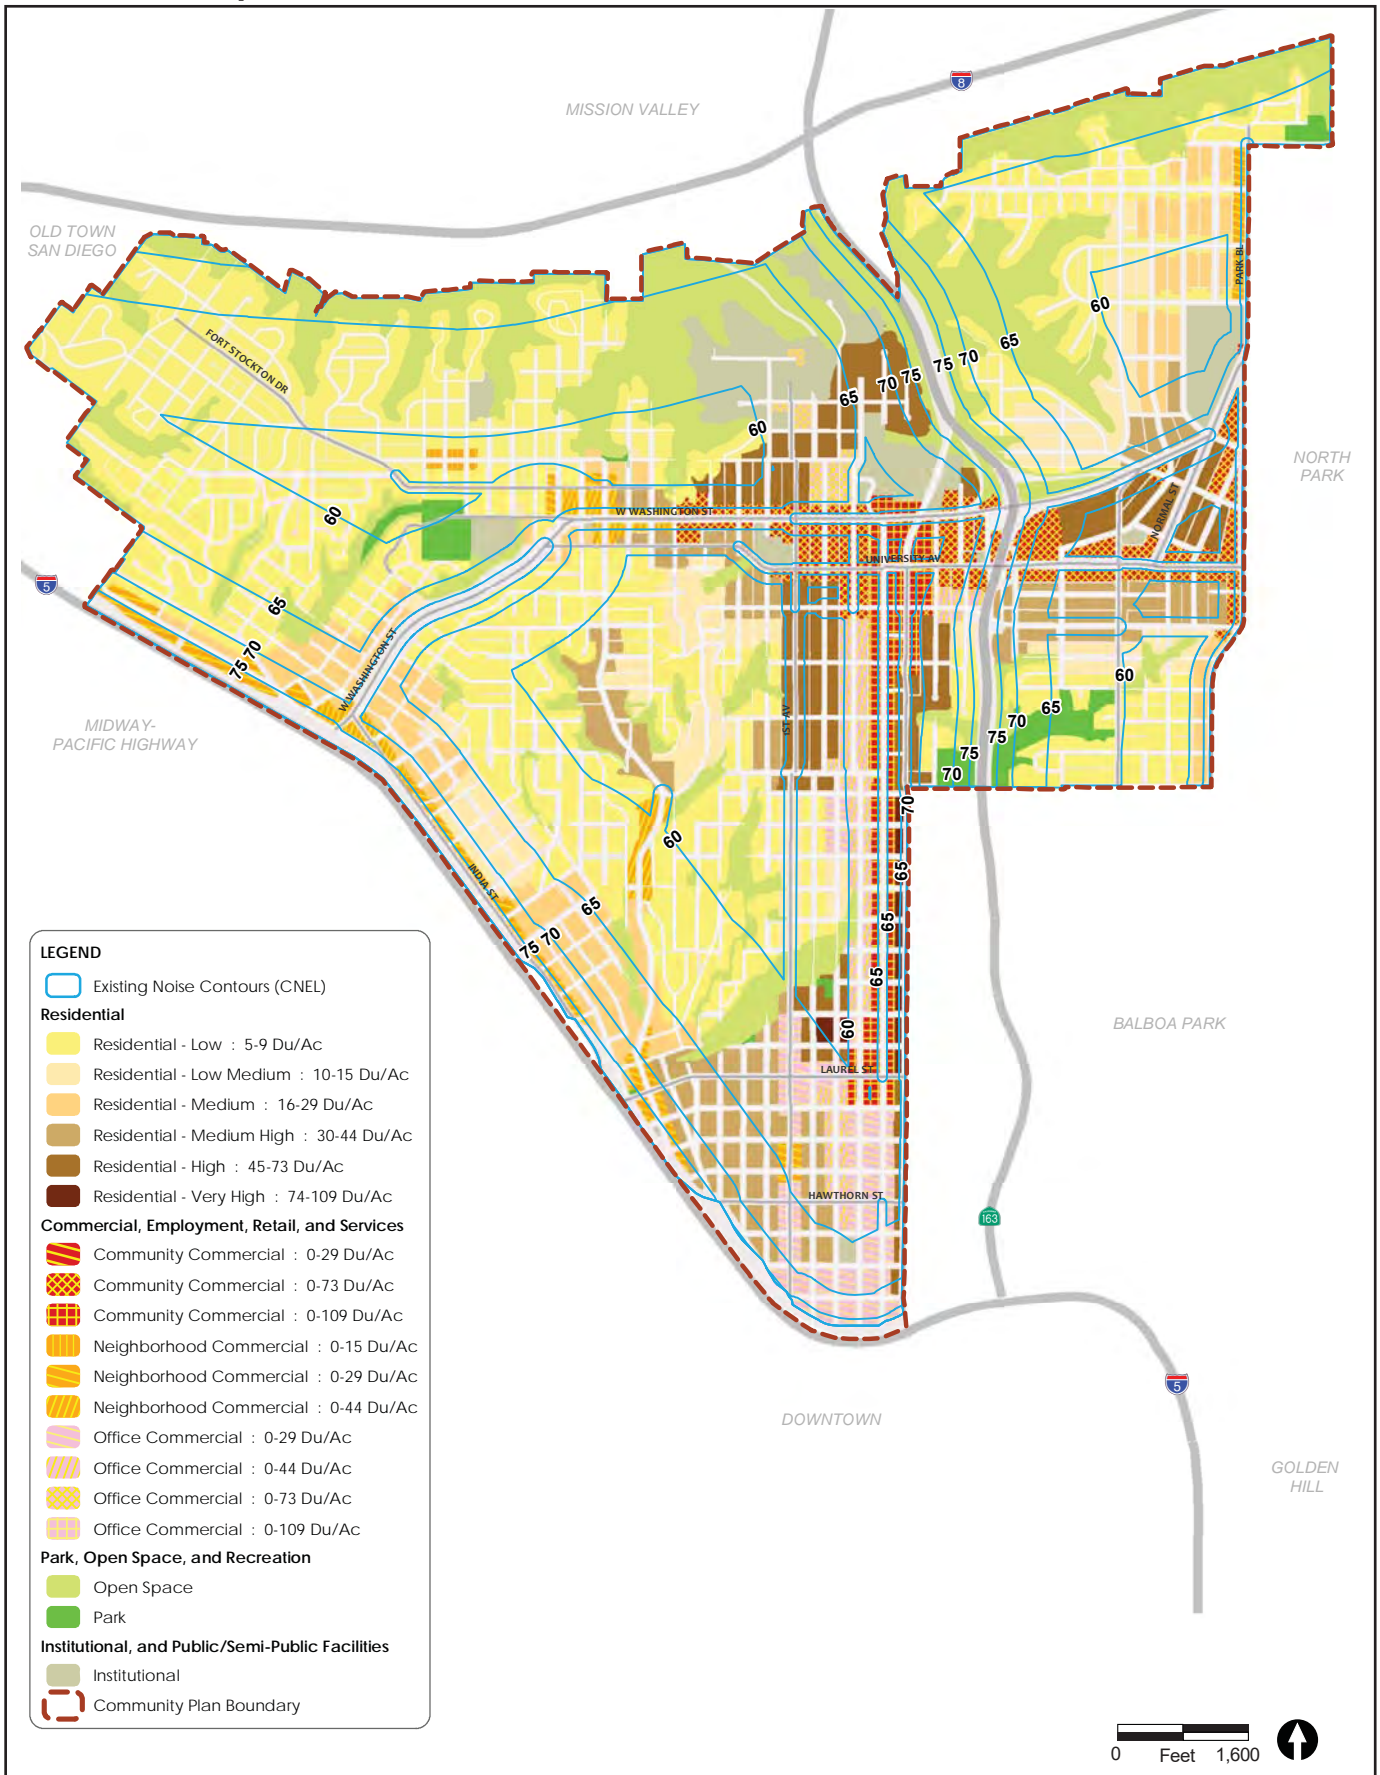 MISSION VALLEY
8
OLD TOWN
SAN DIEGO
FORT STOCKTON DR
PARK BL
60
65
70
75
75
70
65
60
NORTH
PARK
W WASHINGTON ST
NORMAL ST
UNIVERSITY AV
60
5
65
70
75
W WASHINGTON ST
MIDWAY-
PACIFIC HIGHWAY
1ST AV
60
65
70
75
75
70
70
60
INDIA ST
65
65
65
70
75
65
60
BALBOA PARK
LAUREL ST
HAWTHORN ST
163
5
DOWNTOWN
GOLDEN
HILL
LEGEND
Existing Noise Contours (CNEL)
Residential
Residential - Low : 5-9 Du/Ac
Residential - Low Medium : 10-15 Du/Ac
Residential - Medium : 16-29 Du/Ac
Residential - Medium High : 30-44 Du/Ac
Residential - High : 45-73 Du/Ac
Residential - Very High : 74-109 Du/Ac
Commercial, Employment, Retail, and Services
Community Commercial : 0-29 Du/Ac
Community Commercial : 0-73 Du/Ac
Community Commercial : 0-109 Du/Ac
Neighborhood Commercial : 0-15 Du/Ac
Neighborhood Commercial : 0-29 Du/Ac
Neighborhood Commercial : 0-44 Du/Ac
Office Commercial : 0-29 Du/Ac
Office Commercial : 0-44 Du/Ac
Office Commercial : 0-73 Du/Ac
Office Commercial : 0-109 Du/Ac
Park, Open Space, and Recreation
Open Space
Park
Institutional, and Public/Semi-Public Facilities
Institutional
Community Plan Boundary
0 Feet 1,600